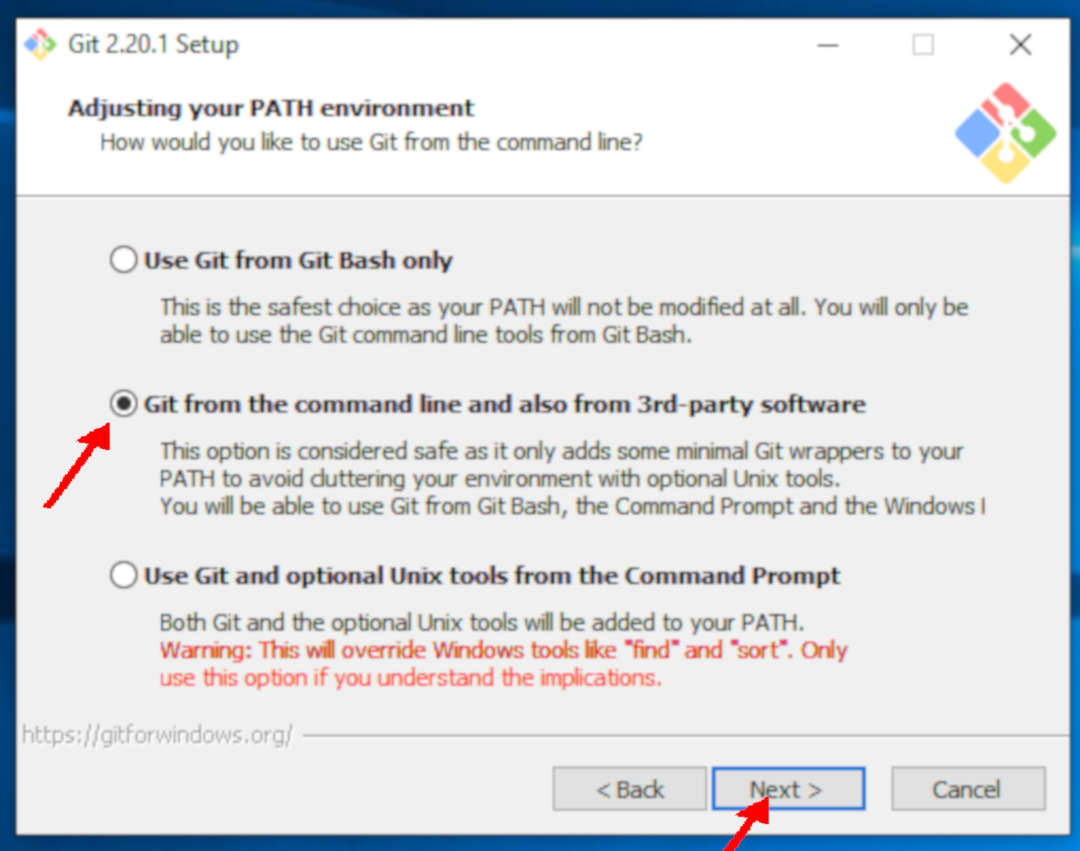 Git 2.20.1 Setup
Adjusting your PATH environment
How would you like to use Git from the command line?
Use Git from Git Bash only
This is the safest choice as your PATH will not be modified at all. You will only be
able to use the Git command line tools from Git Bash.
Git from the command line and also from 3rd-party software
This option is considered safe as it only adds some minimal Git wrappers to your
PATH to avoid cluttering your environment with optional Unix tools.
You will be able to use Git from Git Bash, the Command Prompt and the Windows
Use Git and optional Unix tools from the Command Prompt
Both Git and the optional Unix tools will be added to your PATH.
Warning: This will override Windows tools like "find" and "sort". Only
use this option if you understand the implications.
https://gitforwindows.org/
< Back
Next >
Cancel